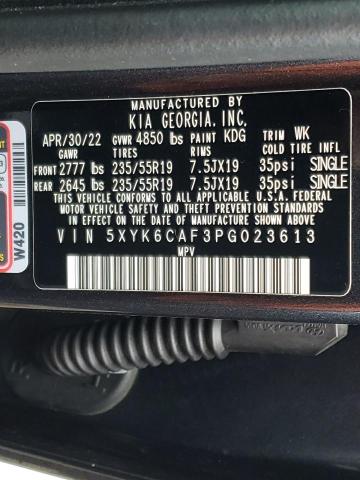 MANUFACTURED BY
KIA GEORGIA, INC.
APR/30/22 GVWR 4850 lbs PAINT KDG TRIM WK
GAWR TIRES RIMS COLD TIRE INFL
FRONT 2777 lbs 235/55R19 7.5JX19 35psi SINGLE
REAR 2645 lbs 235/55R19 7.5JX19 35psi SINGLE
THIS VEHICLE CONFORMS TO ALL APPLICABLE U.S.A. FEDERAL
MOTOR VEHICLE SAFETY AND THEFT PREVENTION STANDARDS IN
EFFECT ON THE DATE OF MANUFACTURE SHOWN ABOVE.
VIN 5XYK6CAF3PG023613
MPV
W420